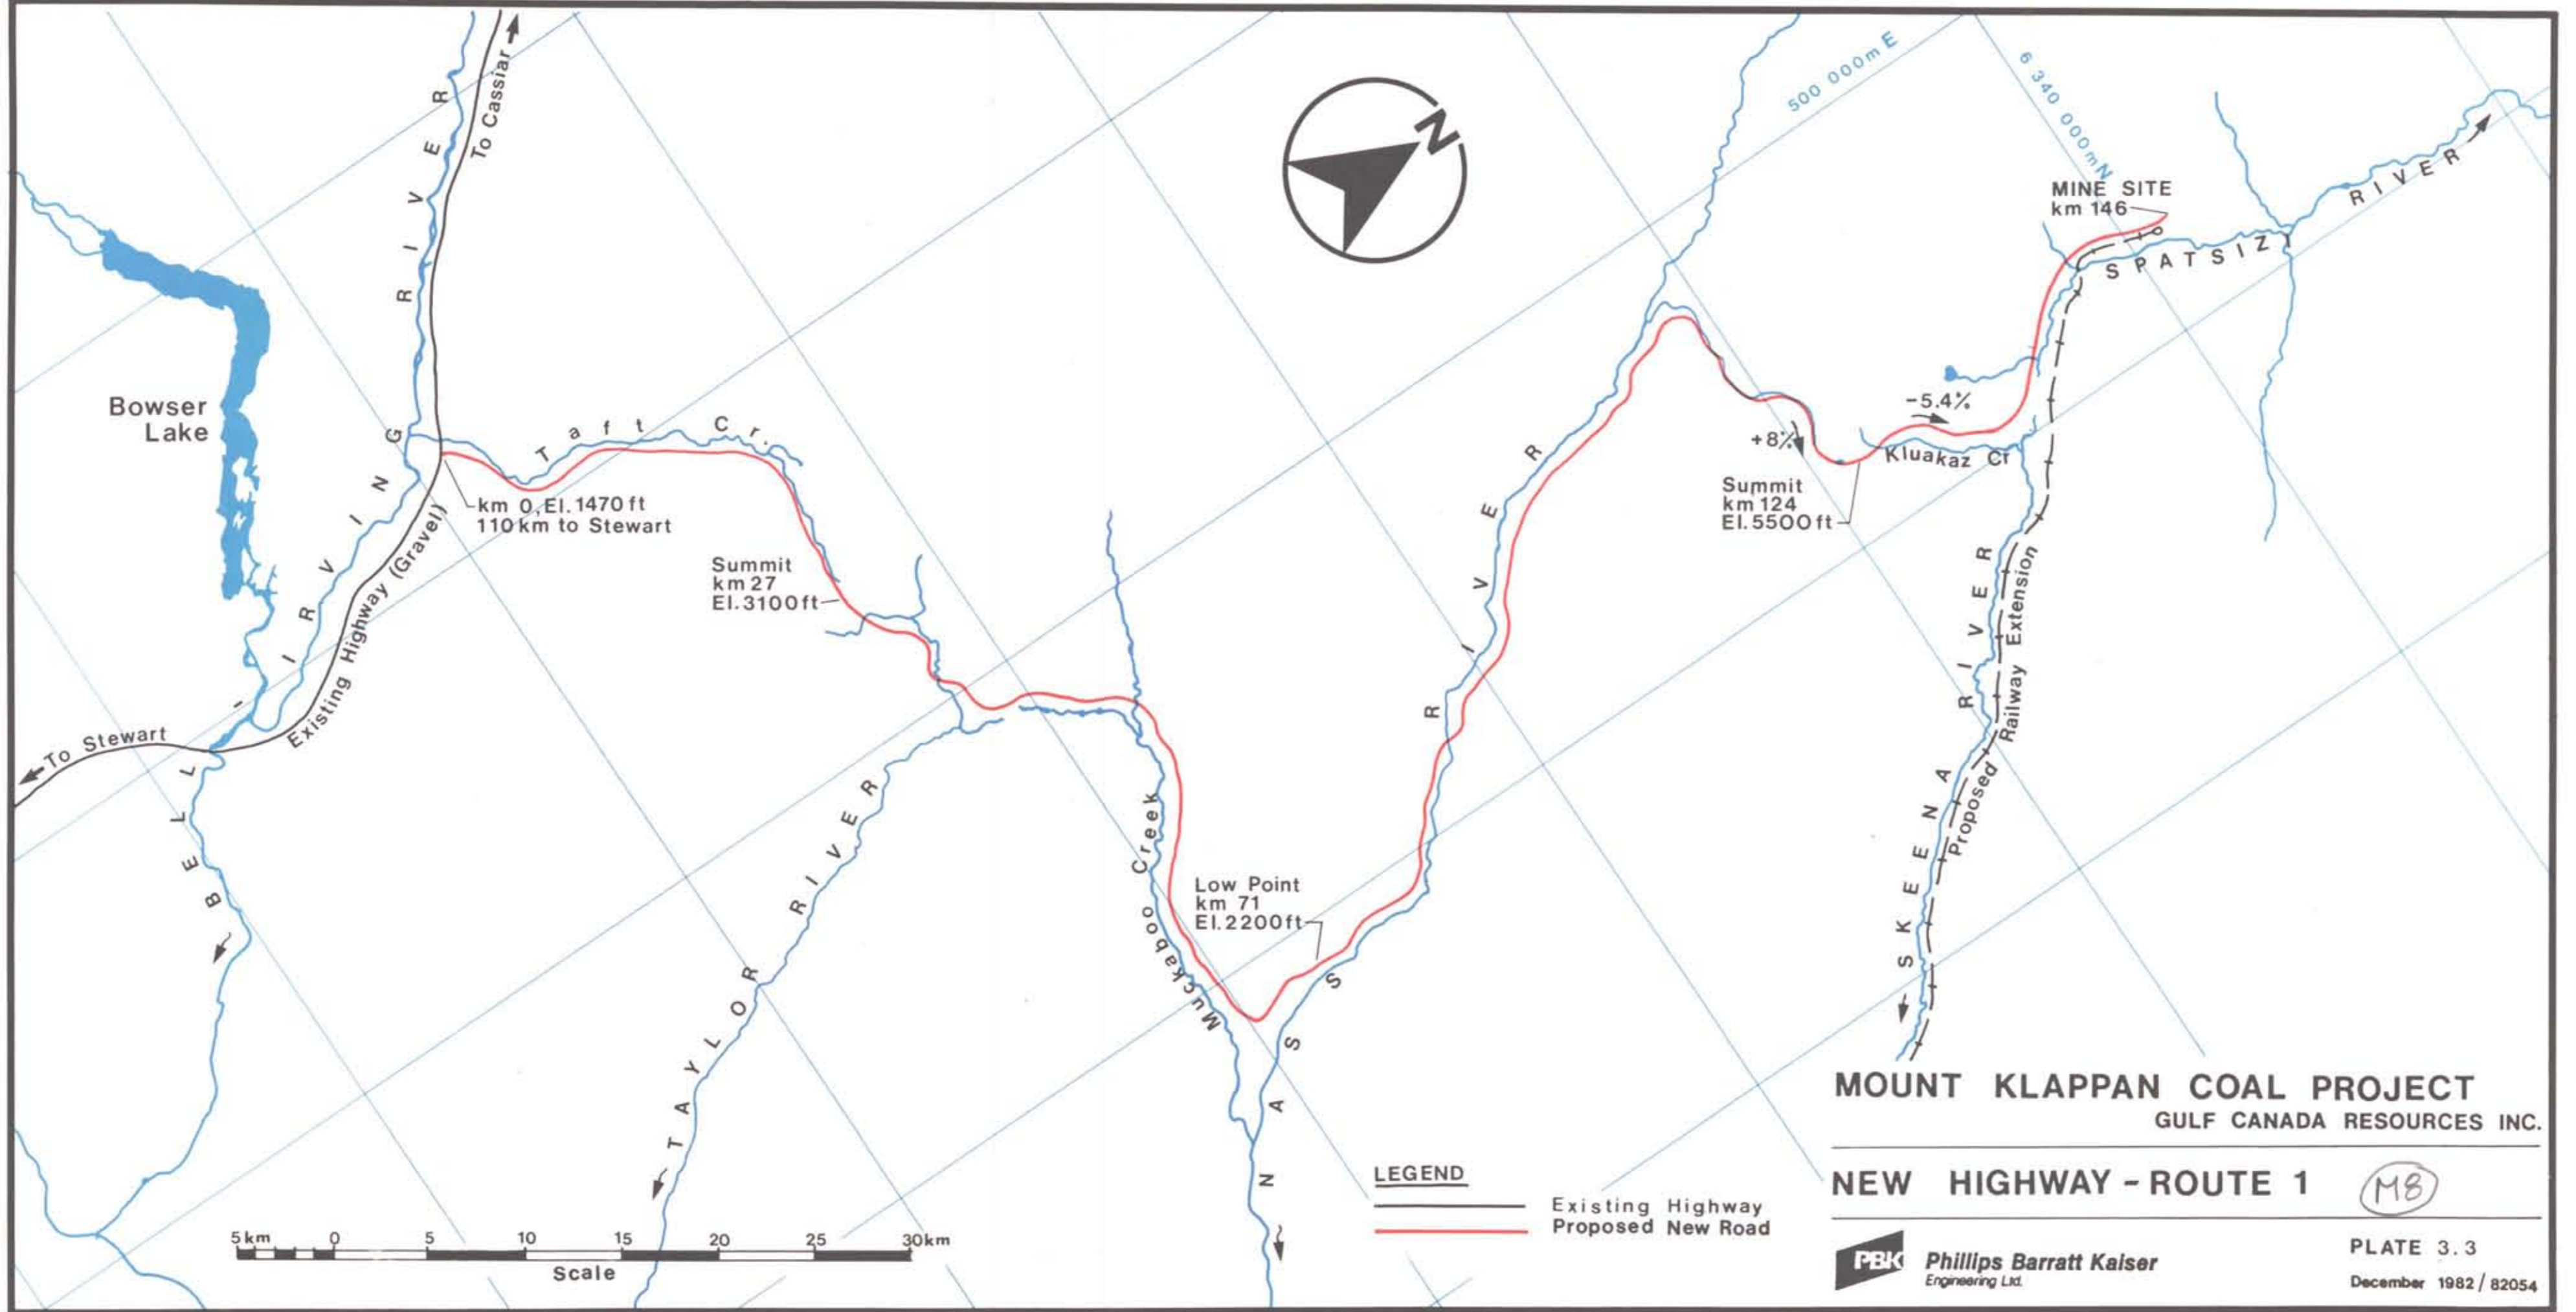 To Cassiar
BELL - IRVING RIVER
Bowser
Lake
Taft Cr.
km 0, El. 1470 ft
110 km to Stewart
Existing Highway (Gravel)
To Stewart
Summit
km 27
El. 3100 ft
TAYLOR RIVER
Muckaboo Creek
Low Point
km 71
El. 2200 ft
NASS RIVER
N
500 000m E
6 340 000m N
MINE SITE
km 146
SPATSIZI RIVER
-5.4%
+8%
Kluakaz Cr
Summit
km 124
El. 5500 ft
SKEENA RIVER
Proposed Railway Extension
5 km 0 5 10 15 20 25 30 km
Scale
LEGEND
Existing Highway
Proposed New Road
MOUNT KLAPPAN COAL PROJECT
GULF CANADA RESOURCES INC.
NEW HIGHWAY - ROUTE 1
M8
PBK
Phillips Barratt Kaiser
Engineering Ltd.
PLATE 3.3
December 1982 / 82054